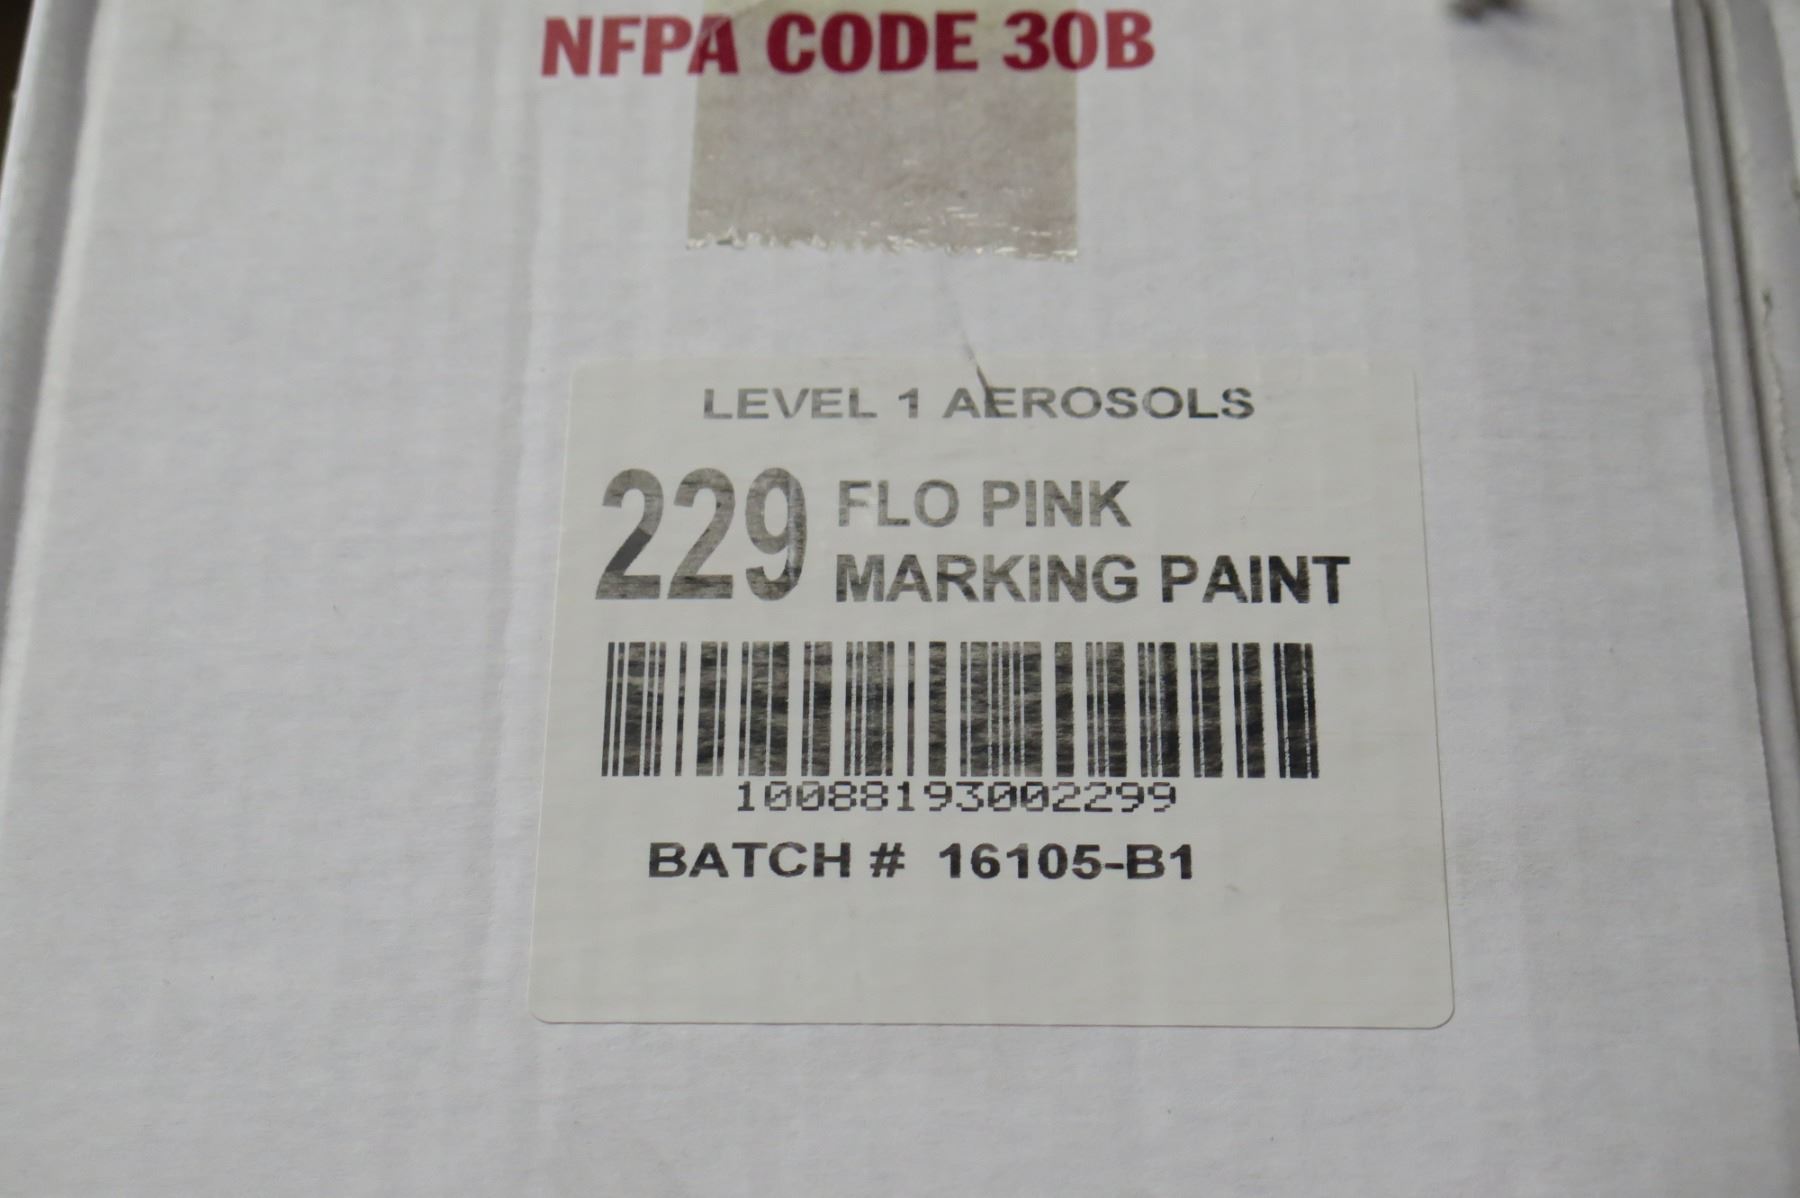 NFPA CODE 30B
LEVEL 1 AEROSOLS
229 FLO PINK
MARKING PAINT
10088193002299
BATCH # 16105-B1